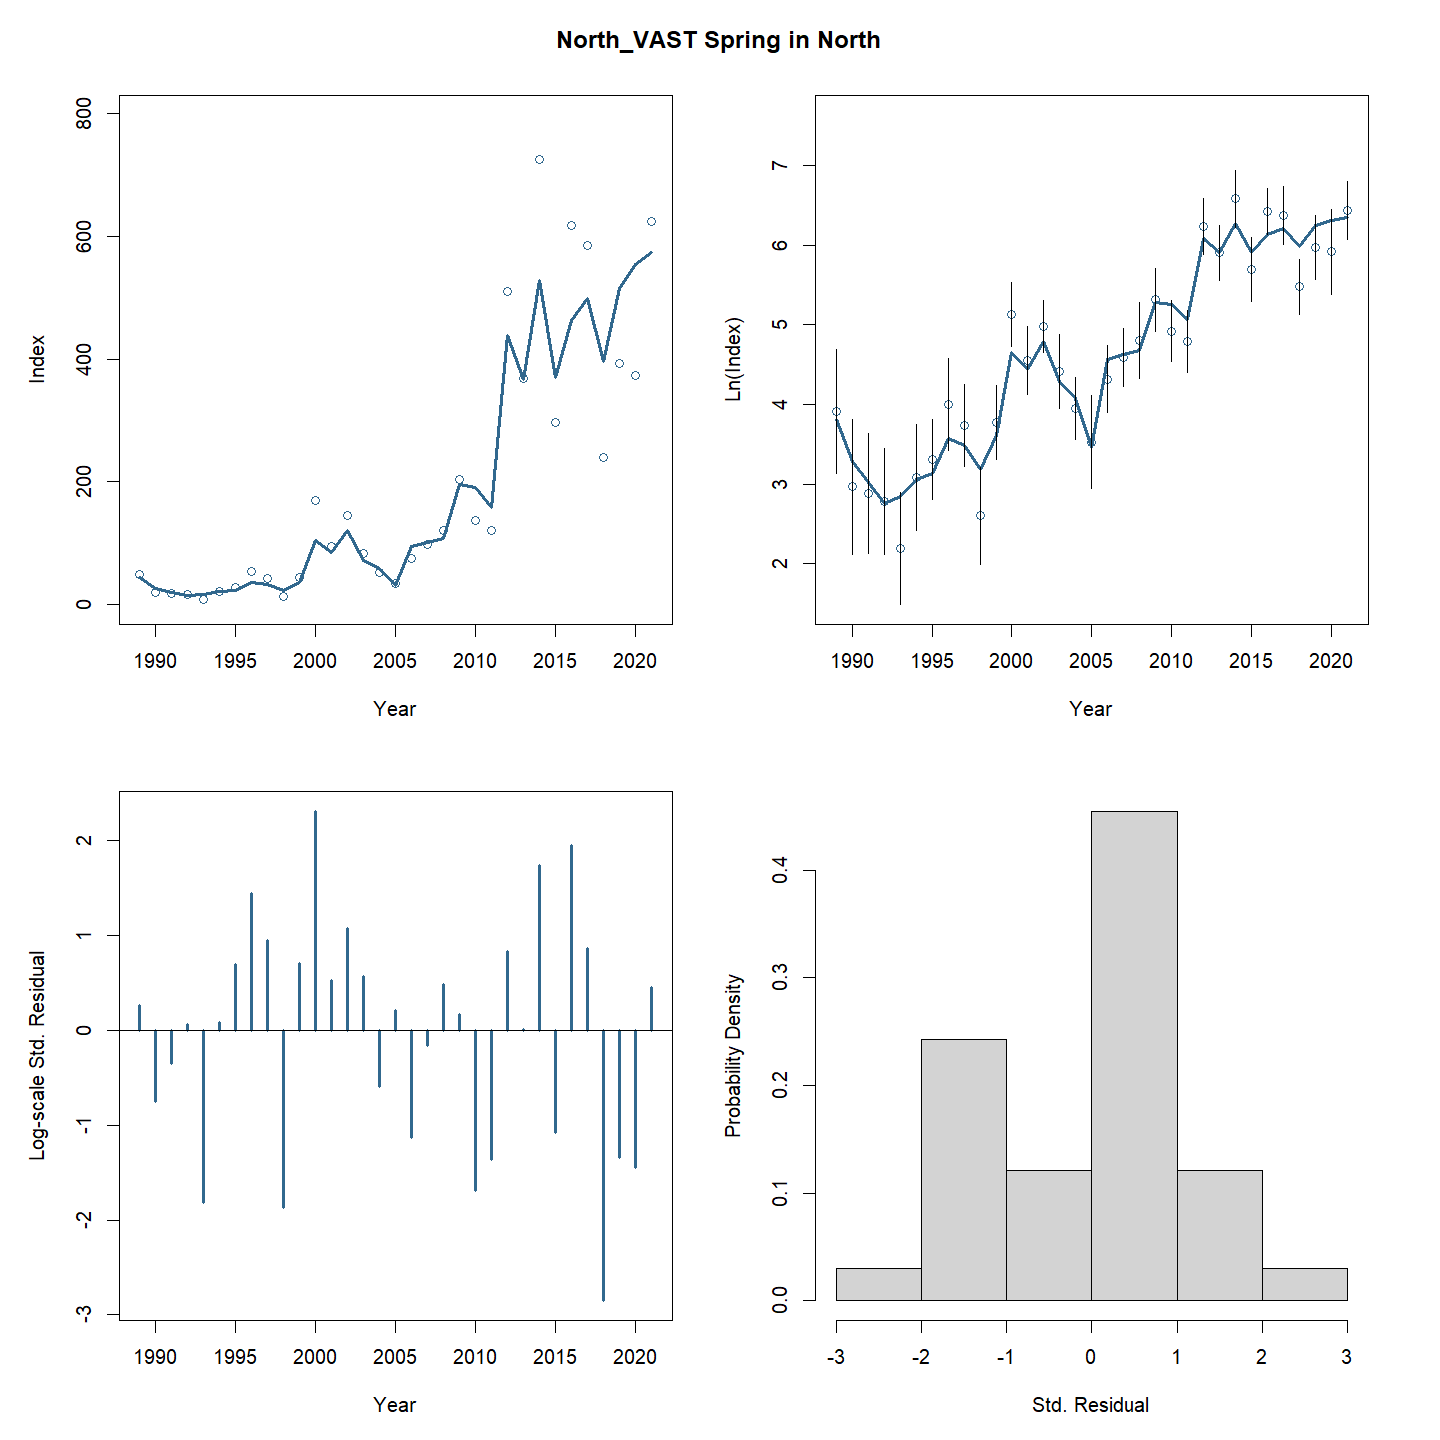 North_VAST Spring in North
Index
0
200
400
600
800
1990 1995 2000 2005 2010 2015 2020
Year
Ln(Index)
2
3
4
5
6
7
1990 1995 2000 2005 2010 2015 2020
Year
Log-scale Std. Residual
-3
-2
-1
0
1
2
1990 1995 2000 2005 2010 2015 2020
Year
Probability Density
0.0
0.1
0.2
0.3
0.4
-3 -2 -1 0 1 2 3
Std. Residual